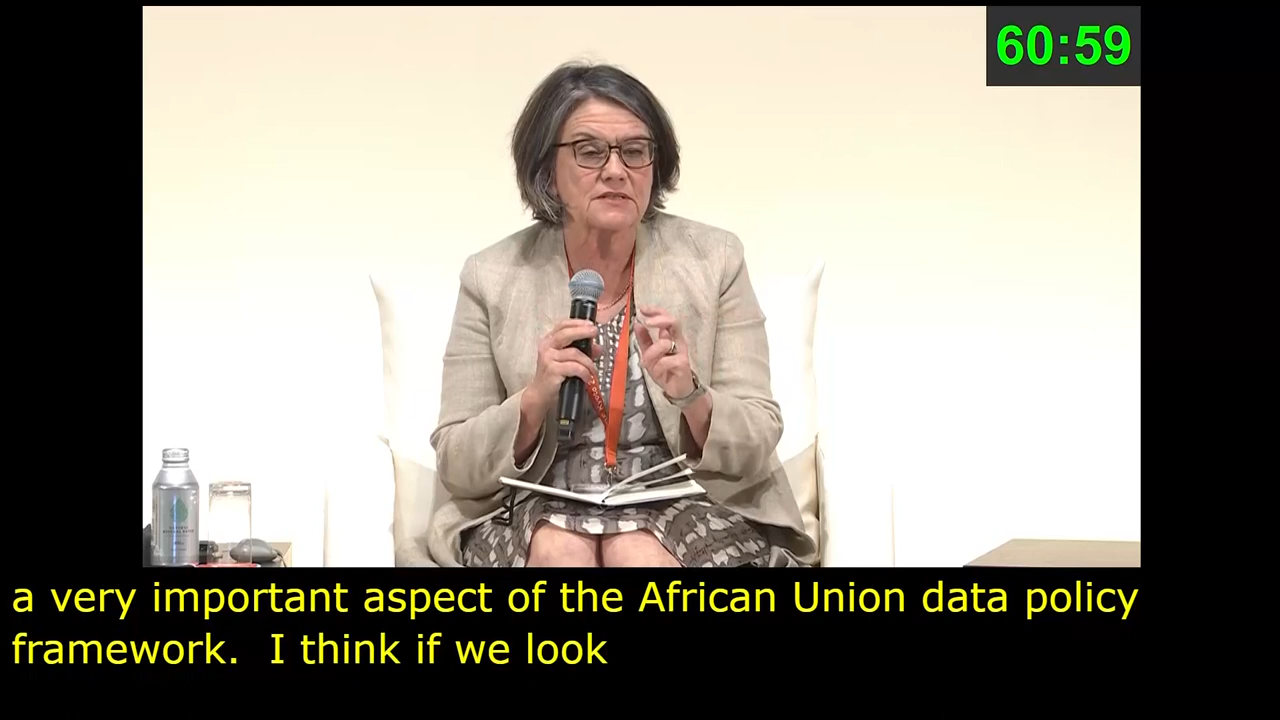 60:59
a very important aspect of the African Union data policy
framework.  I think if we look